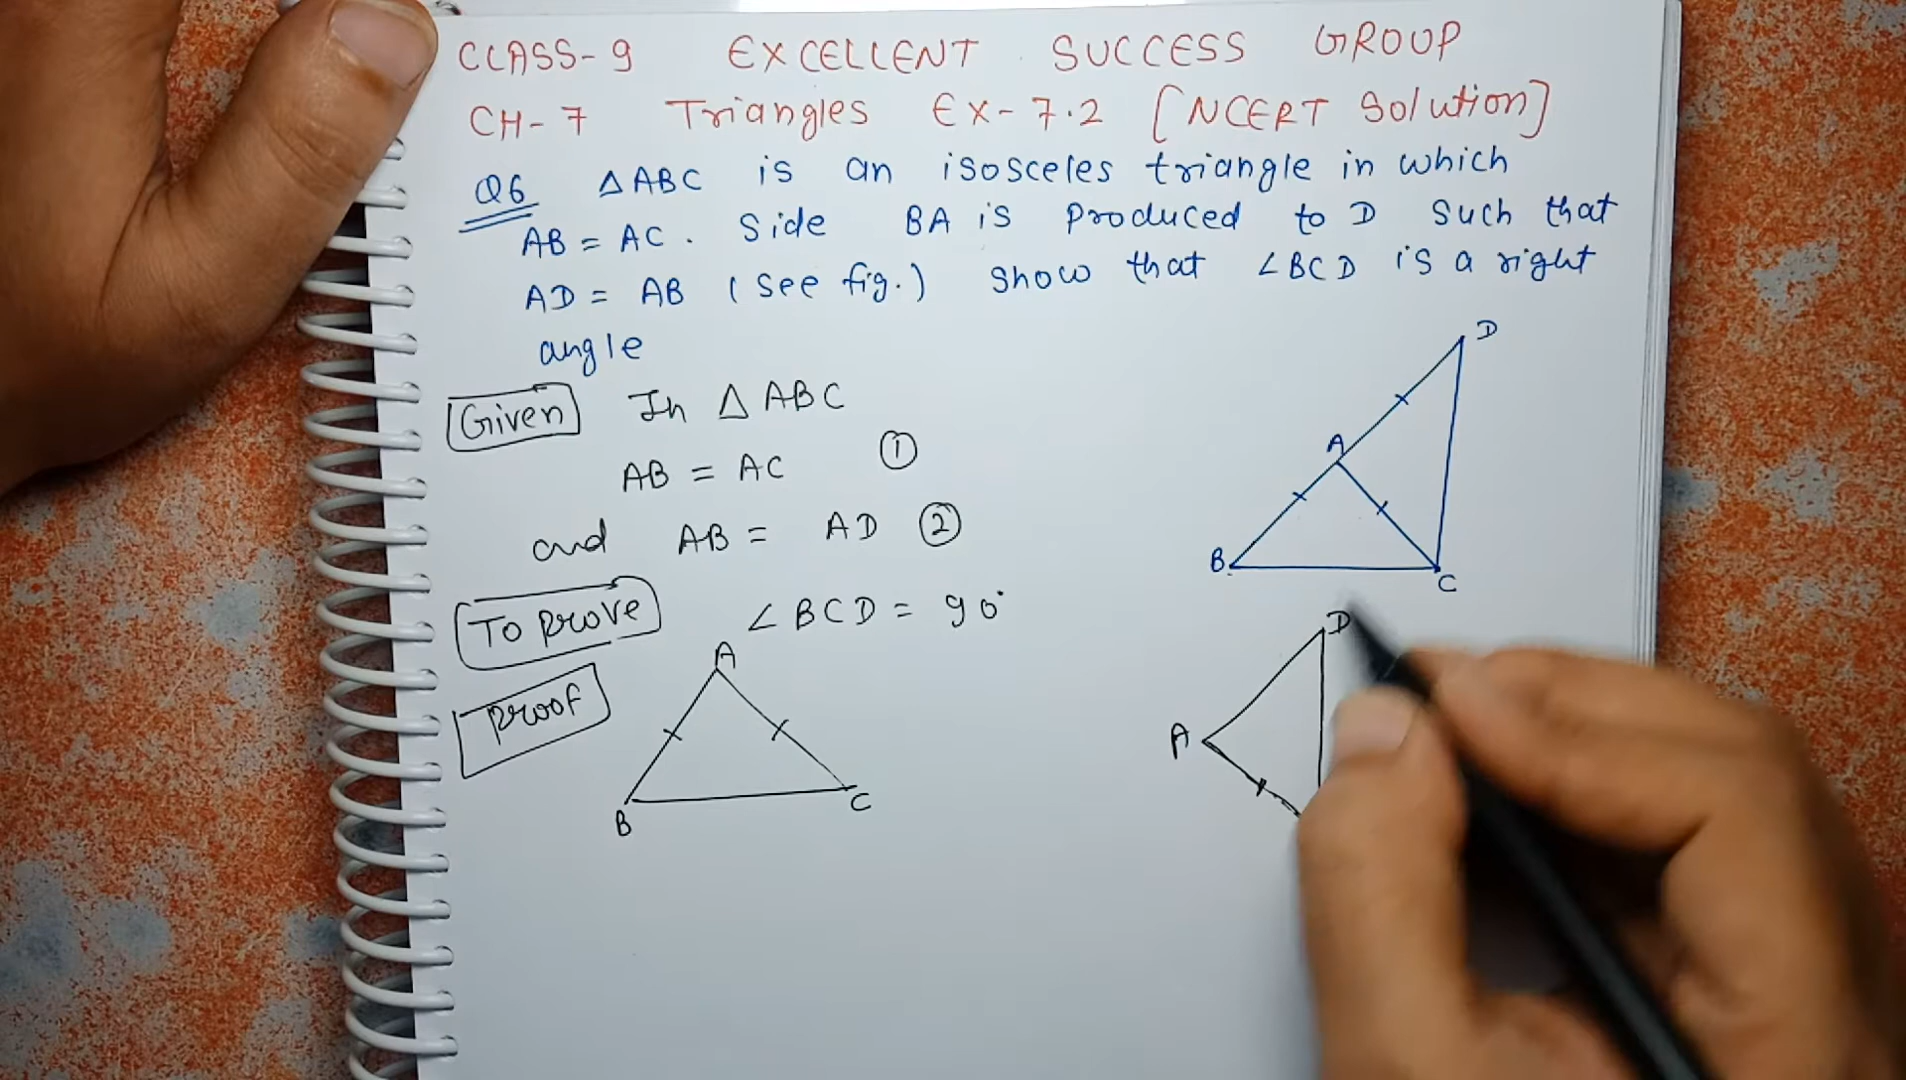 CLASS-9 EXCELLENT SUCCESS GROUP
CH-7 Triangles EX-7.2 [NCERT Solution]
Q6 △ABC is an isosceles triangle in which
AB = AC. Side BA is produced to D such that
AD = AB (see fig.) Show that ∠BCD is a right
angle
D
Given In △ABC
A
AB = AC ①
and AB = AD ②
B
C
To prove ∠BCD = 90°
D
A
Proof
A
B
C